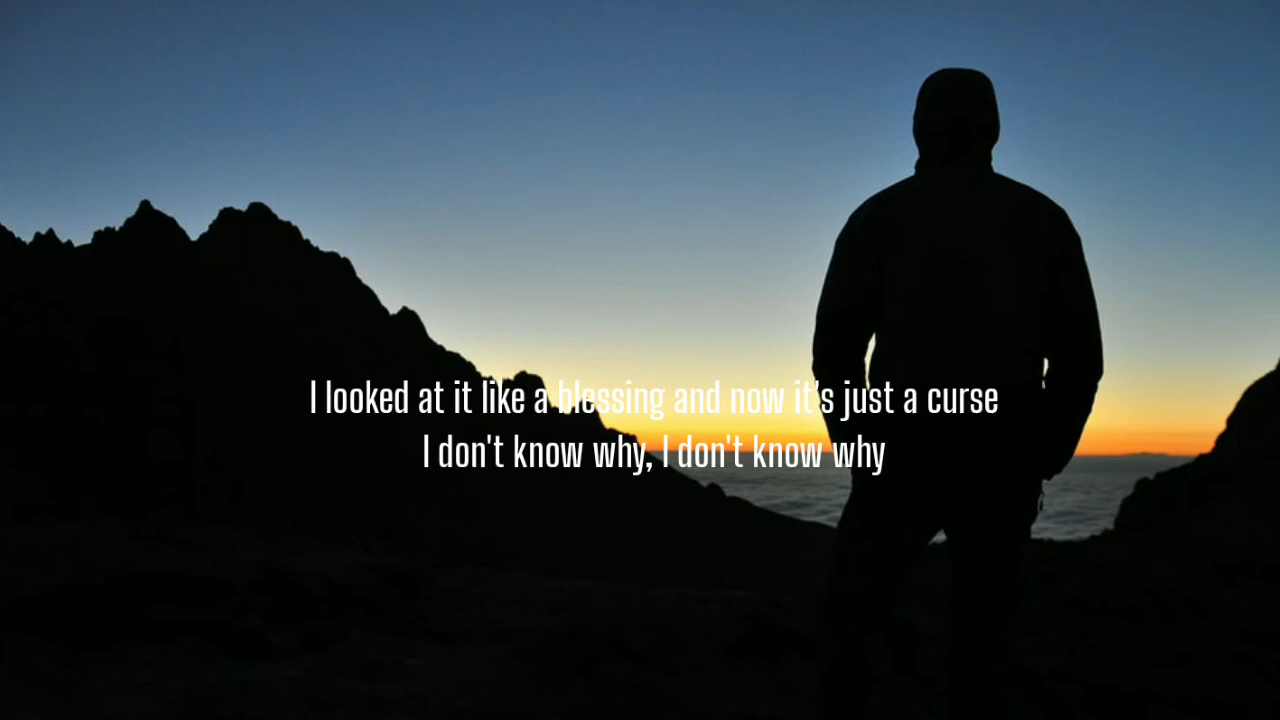 I looked at it like a blessing and now it's just a curse
I don't know why, I don't know why